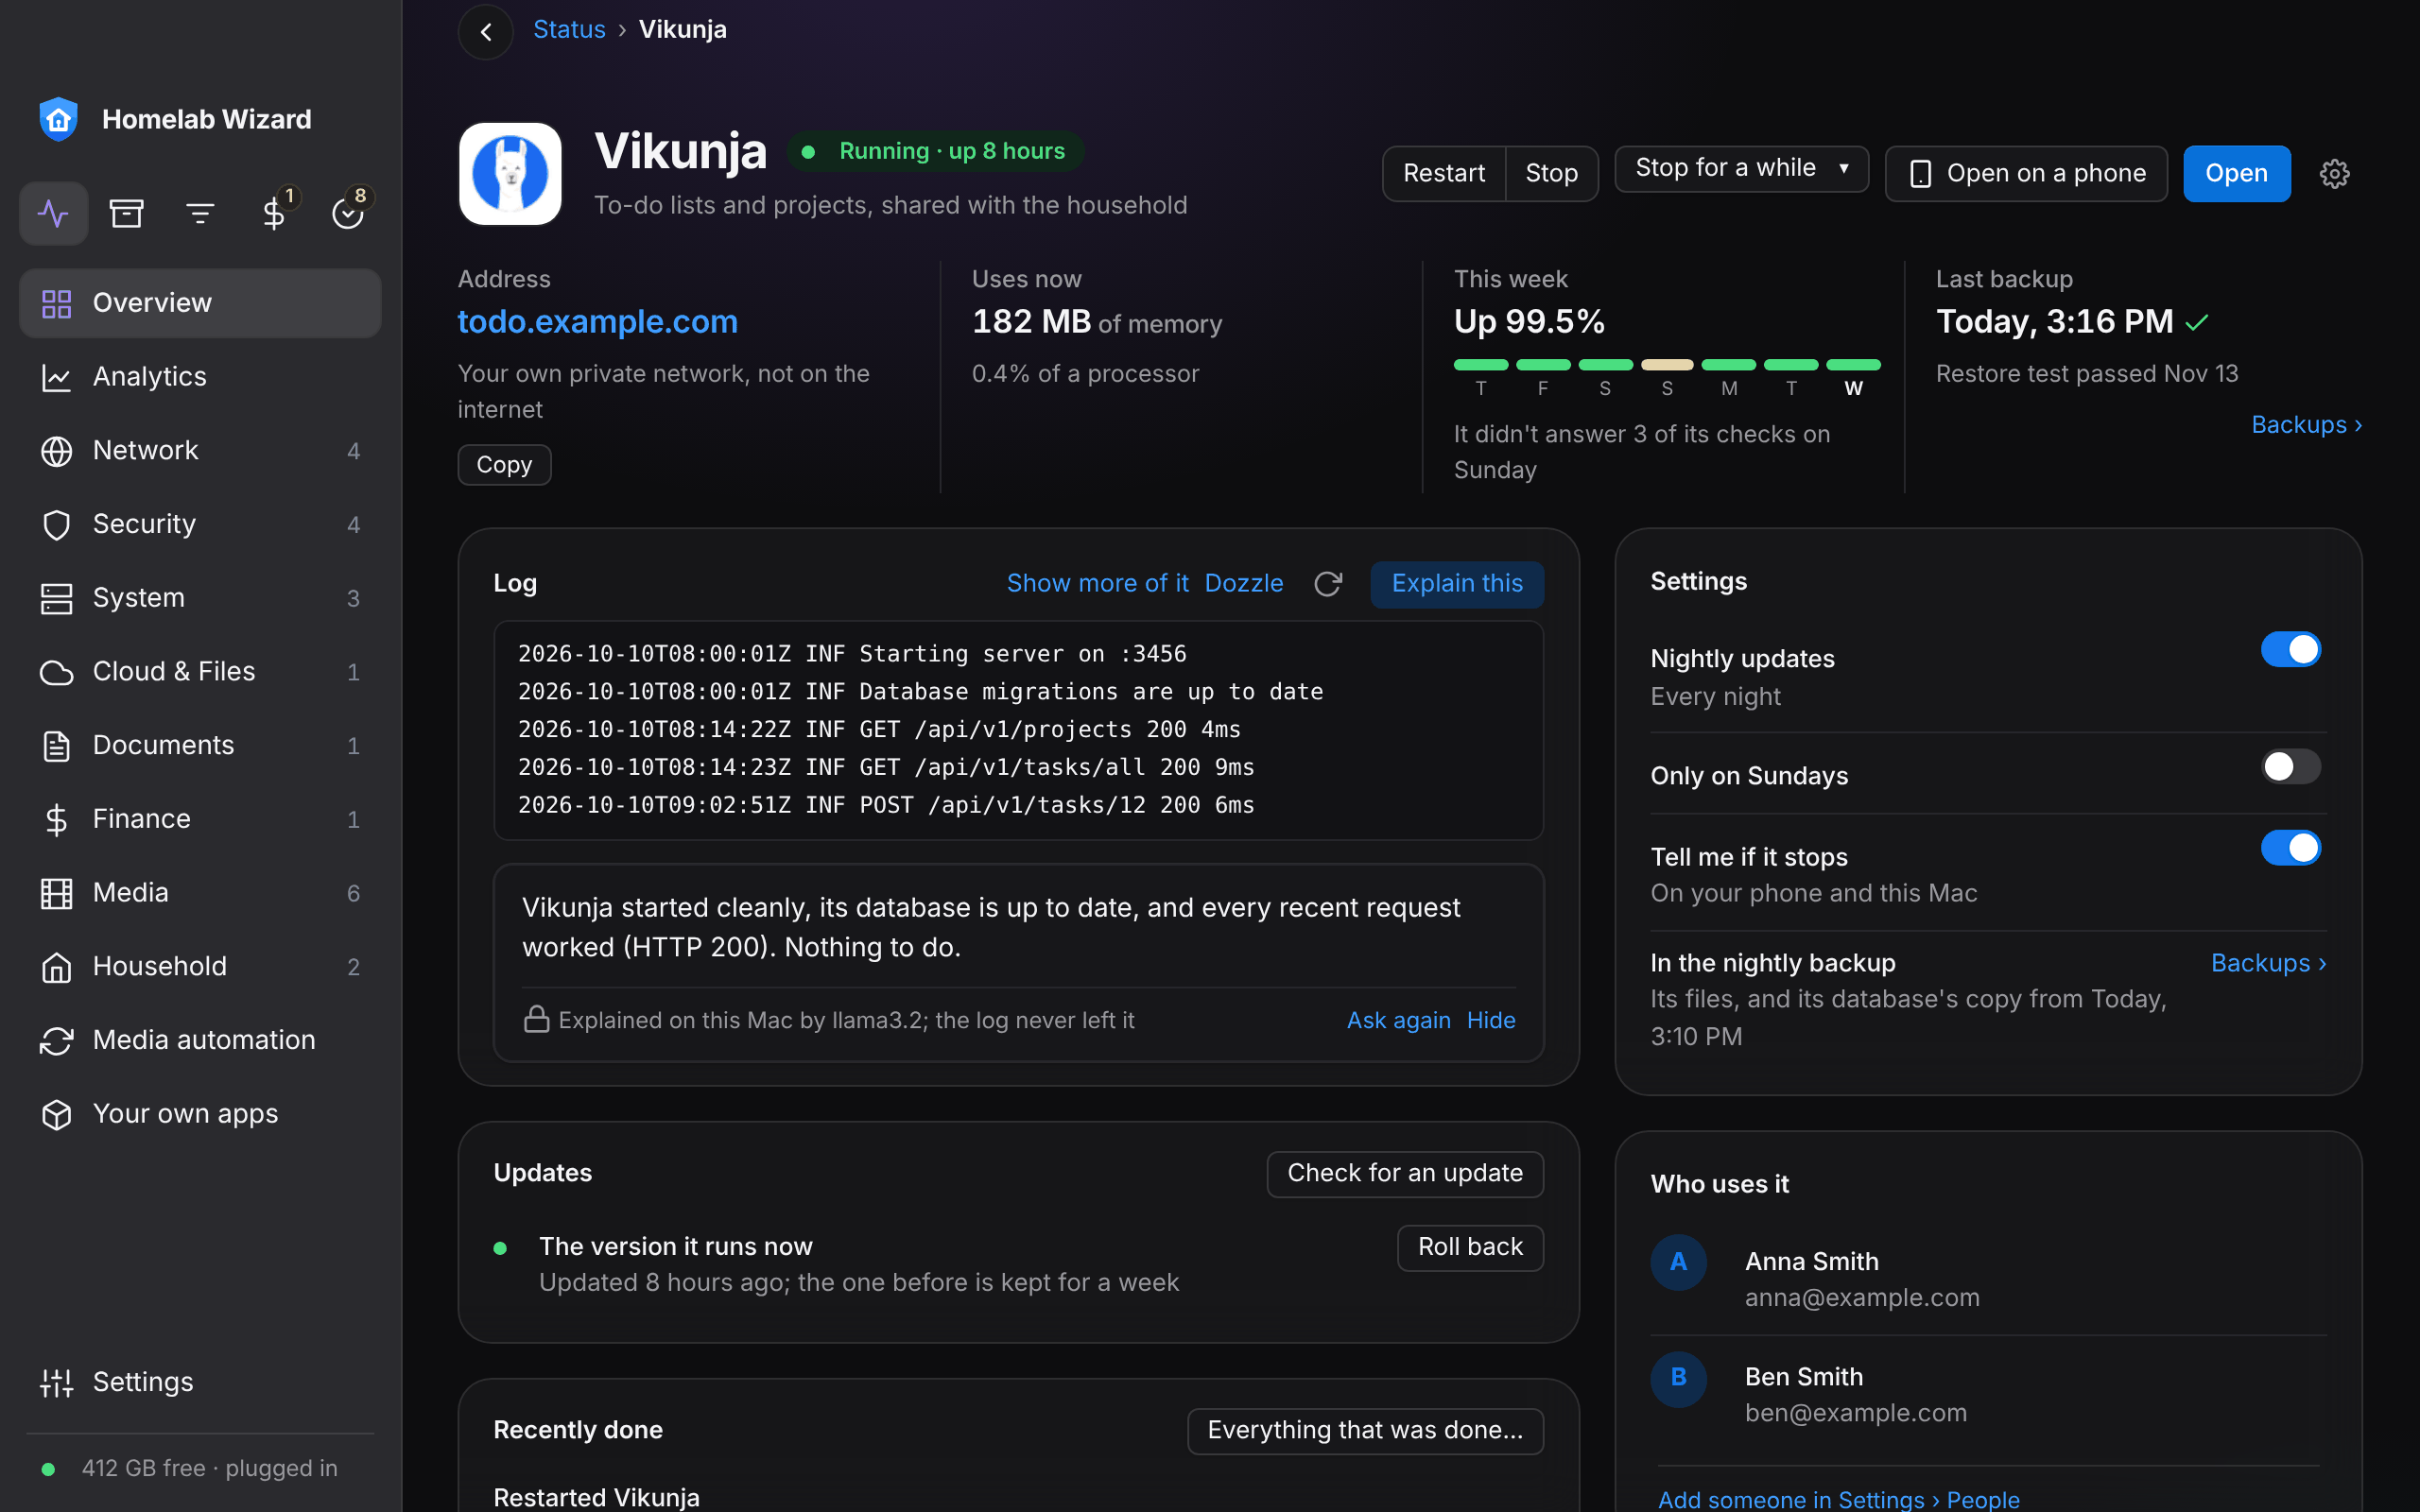 Homelab Wizard
1
8
Overview
Analytics
Network 4
Security 4
System 3
Cloud & Files 1
Documents 1
Finance 1
Media 6
Household 2
Media automation
Your own apps
Settings
412 GB free · plugged in
Status › Vikunja
Vikunja
Running · up 8 hours
To-do lists and projects, shared with the household
Restart
Stop
Stop for a while ▾
Open on a phone
Open
Address
todo.example.com
Your own private network, not on the
internet
Copy
Uses now
182 MB of memory
0.4% of a processor
This week
Up 99.5%
T F S S M T W
It didn't answer 3 of its checks on
Sunday
Last backup
Today, 3:16 PM ✓
Restore test passed Nov 13
Backups ›
Log
Show more of it
Dozzle
Explain this
2026-10-10T08:00:01Z INF Starting server on :3456
2026-10-10T08:00:01Z INF Database migrations are up to date
2026-10-10T08:14:22Z INF GET /api/v1/projects 200 4ms
2026-10-10T08:14:23Z INF GET /api/v1/tasks/all 200 9ms
2026-10-10T09:02:51Z INF POST /api/v1/tasks/12 200 6ms
Vikunja started cleanly, its database is up to date, and every recent request
worked (HTTP 200). Nothing to do.
Explained on this Mac by llama3.2; the log never left it
Ask again
Hide
Updates
Check for an update
The version it runs now
Roll back
Updated 8 hours ago; the one before is kept for a week
Recently done
Everything that was done...
Restarted Vikunja
Settings
Nightly updates
Every night
Only on Sundays
Tell me if it stops
On your phone and this Mac
In the nightly backup
Backups ›
Its files, and its database's copy from Today,
3:10 PM
Who uses it
A
Anna Smith
anna@example.com
B
Ben Smith
ben@example.com
Add someone in Settings › People